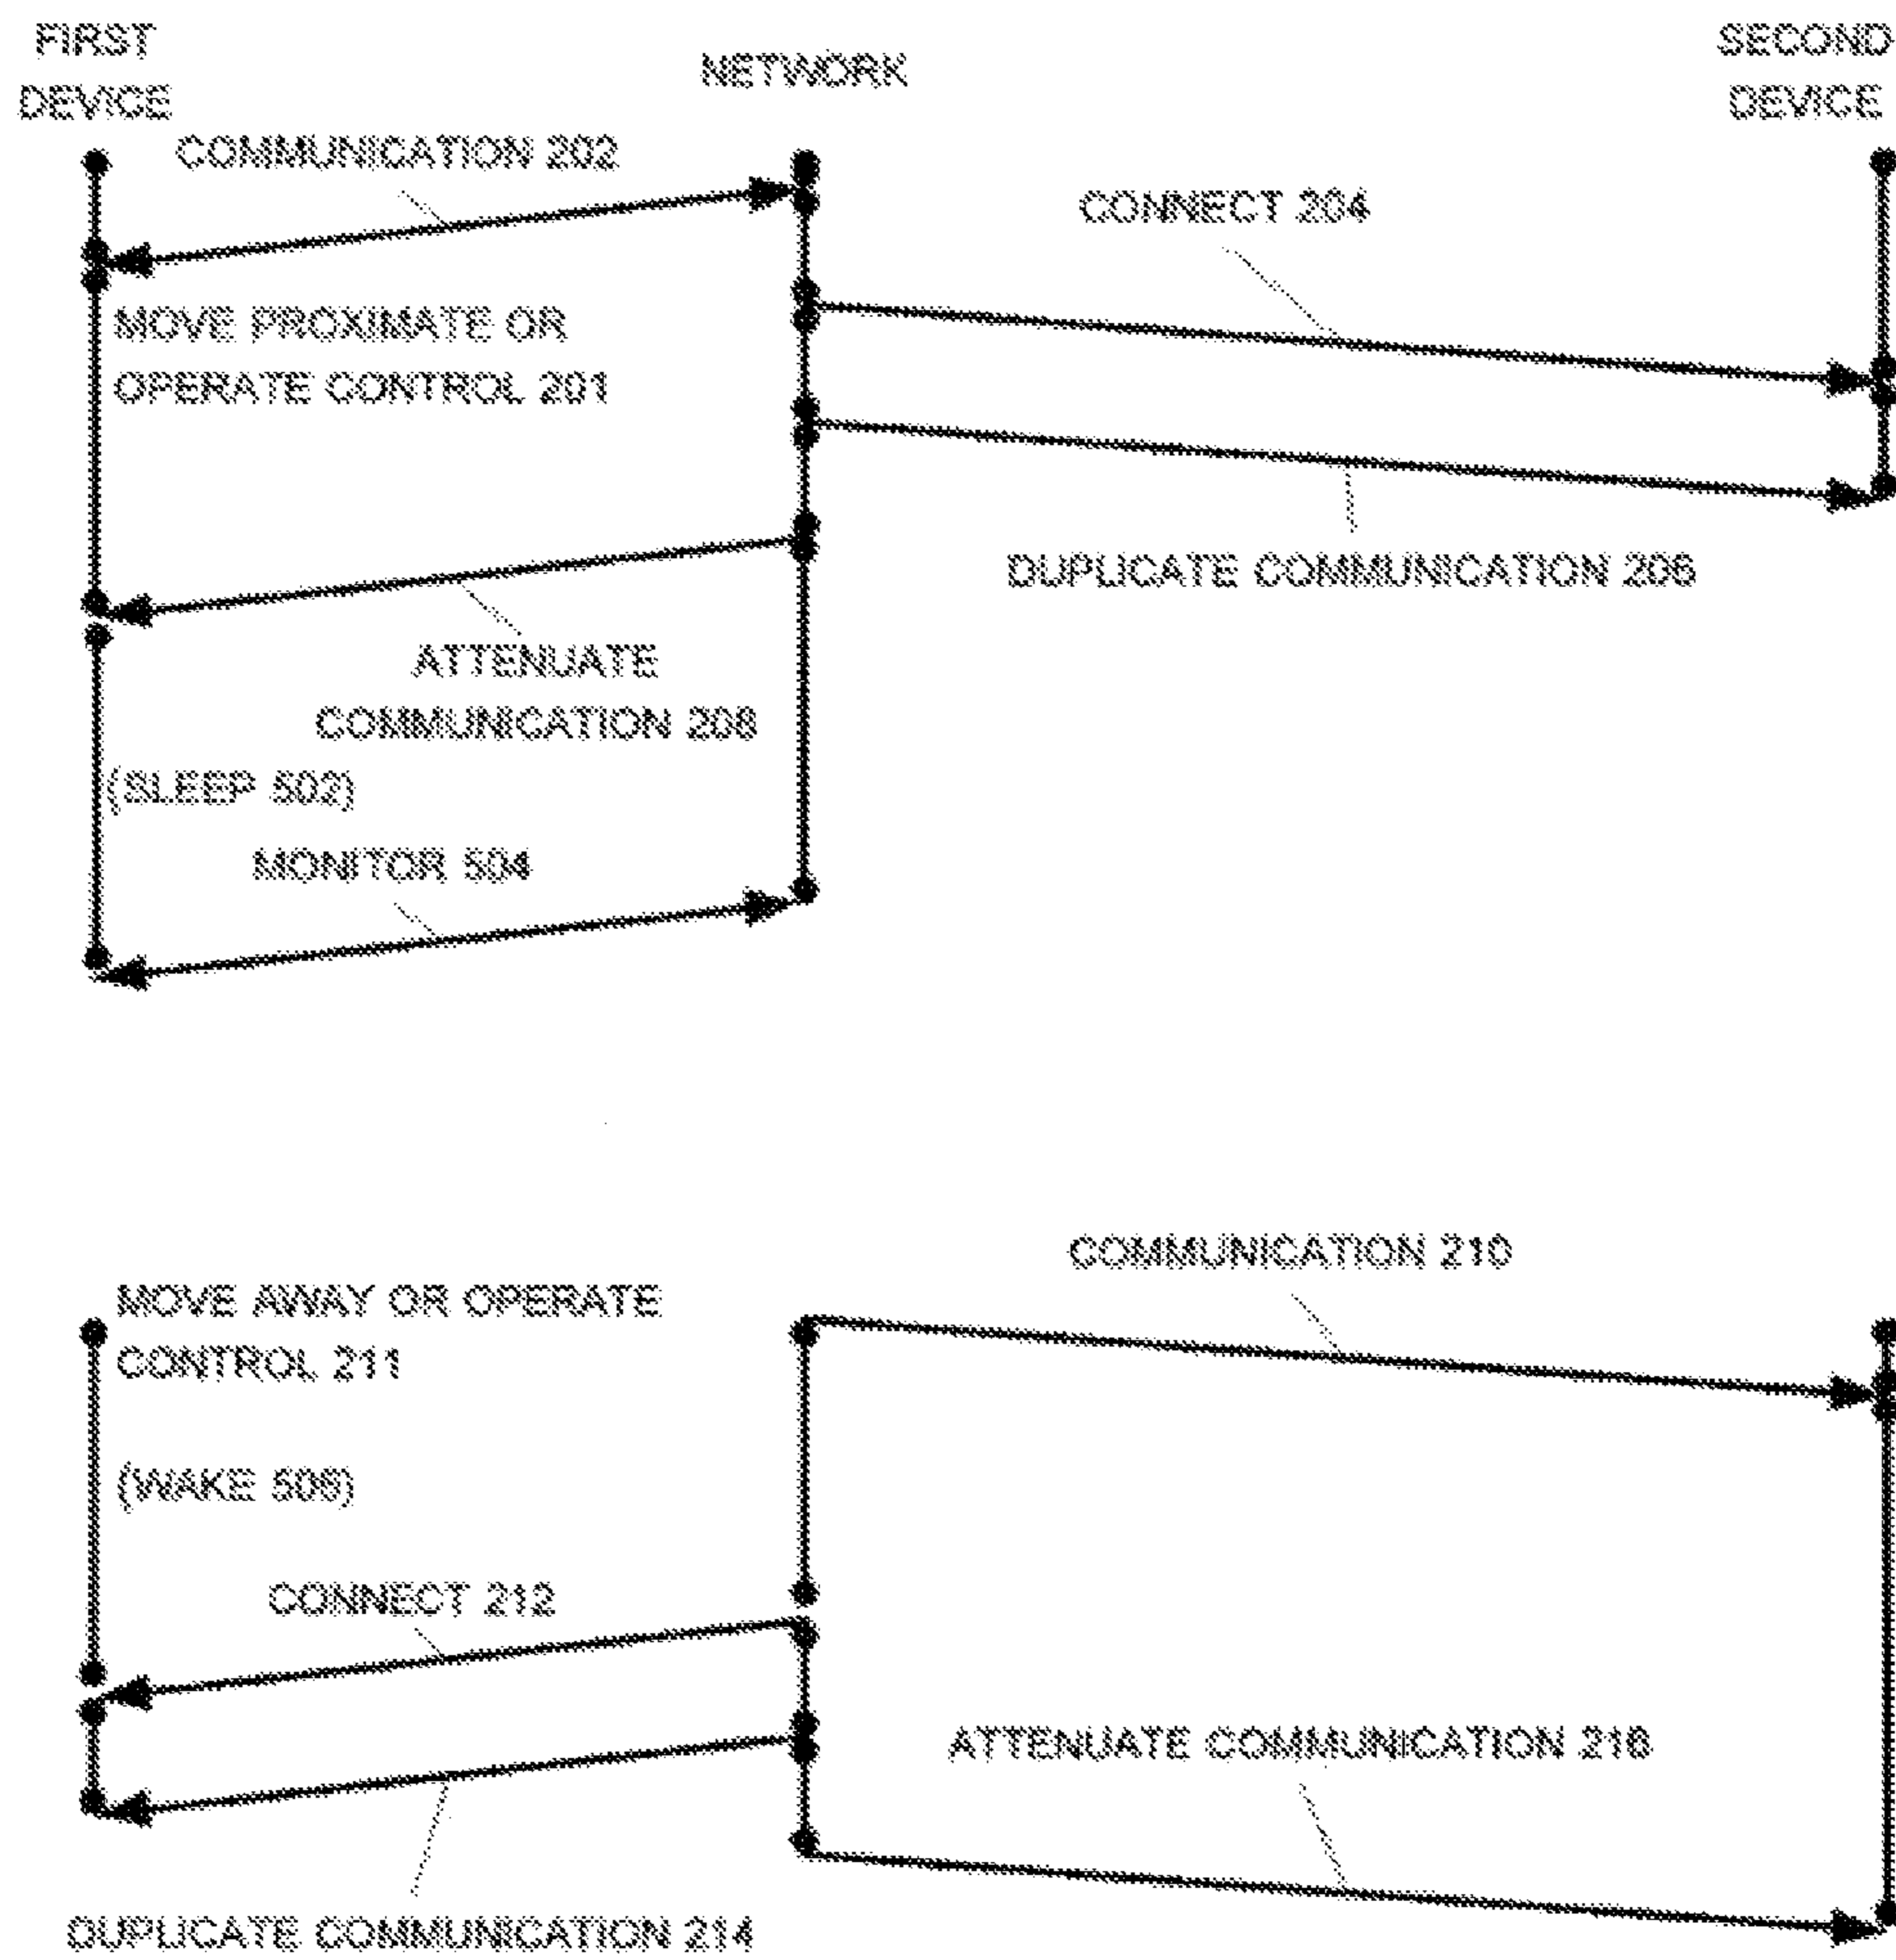 FIRST
DEVICE
NETWORK
SECOND
DEVICE
COMMUNICATION 202
CONNECT 204
MOVE PROXIMATE OR
OPERATE CONTROL 201
DUPLICATE COMMUNICATION 206
ATTENUATE
COMMUNICATION 208
(SLEEP 502)
MONITOR 504
COMMUNICATION 210
MOVE AWAY OR OPERATE
CONTROL 211
(WAKE 506)
CONNECT 212
ATTENUATE COMMUNICATION 216
DUPLICATE COMMUNICATION 214